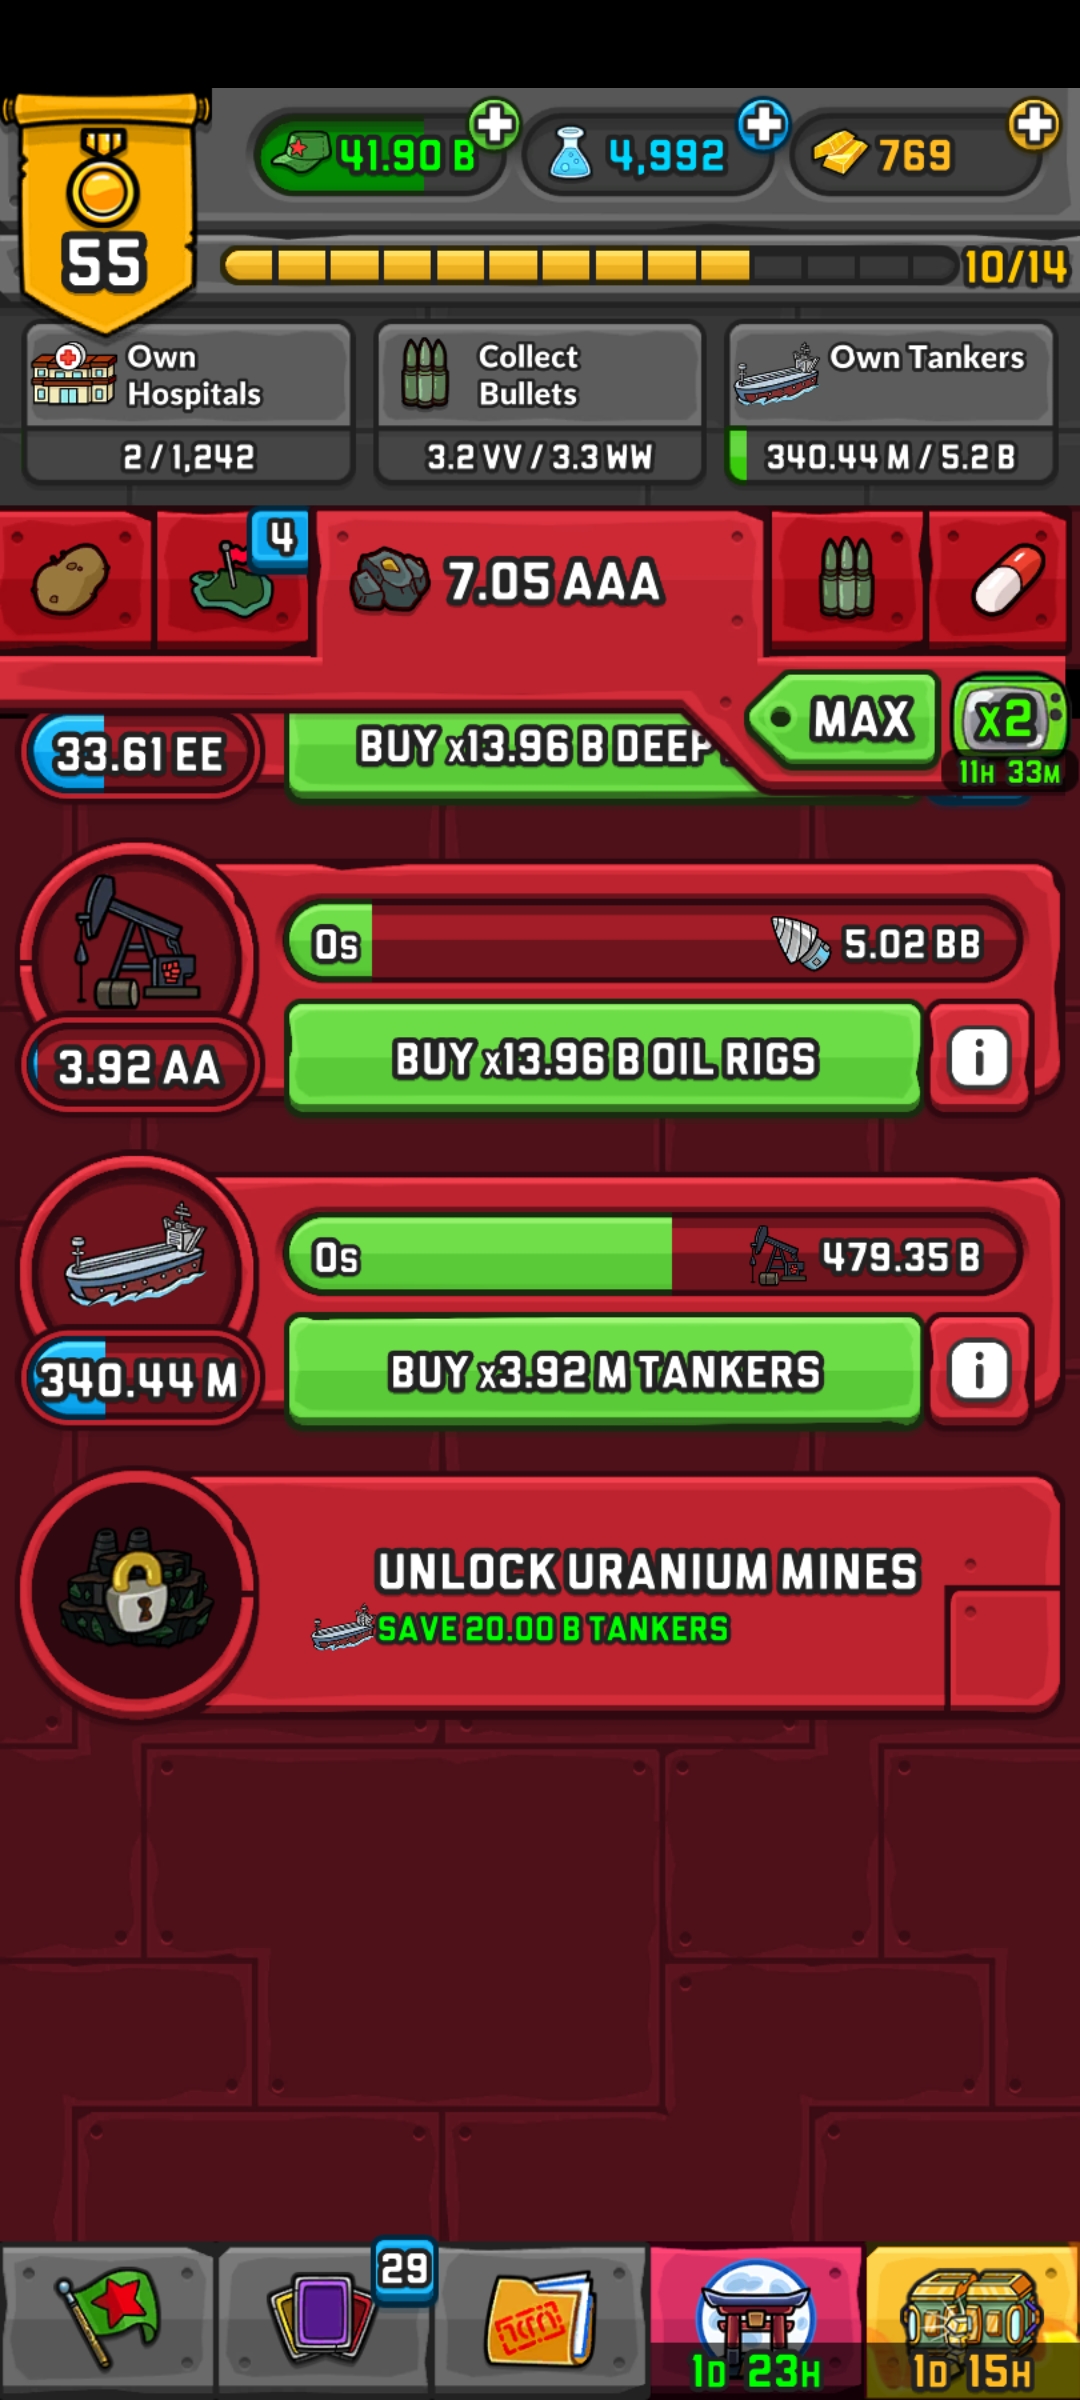 41.90 B
4,992
769
55
10/14
Own
Hospitals
2 / 1,242
Collect
Bullets
3.2 VV / 3.3 WW
Own Tankers
340.44 M / 5.2 B
4
7.05 AAA
MAX
x2
11H 33M
33.61 EE
BUY x13.96 B DEEP
0s
5.02 BB
3.92 AA
BUY x13.96 B OIL RIGS
i
0s
479.35 B
340.44 M
BUY x3.92 M TANKERS
i
UNLOCK URANIUM MINES
SAVE 20.00 B TANKERS
29
1D 23H
1D 15H